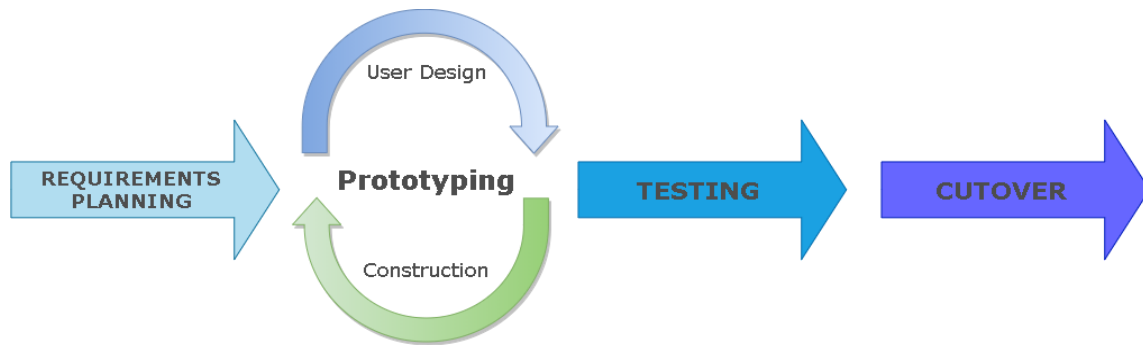 REQUIREMENTS
PLANNING
User Design
Prototyping
Construction
TESTING
CUTOVER